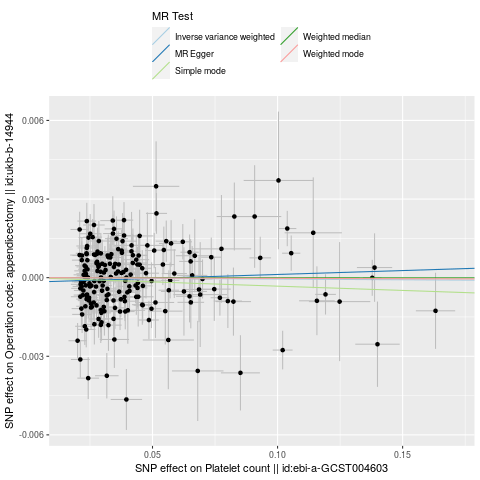 MR Test
Inverse variance weighted
Weighted median
MR Egger
Weighted mode
Simple mode
SNP effect on Operation code: appendicectomy || id:ukb-b-14944
0.006
0.003
0.000
-0.003
-0.006
0.05
0.10
0.15
SNP effect on Platelet count || id:ebi-a-GCST004603